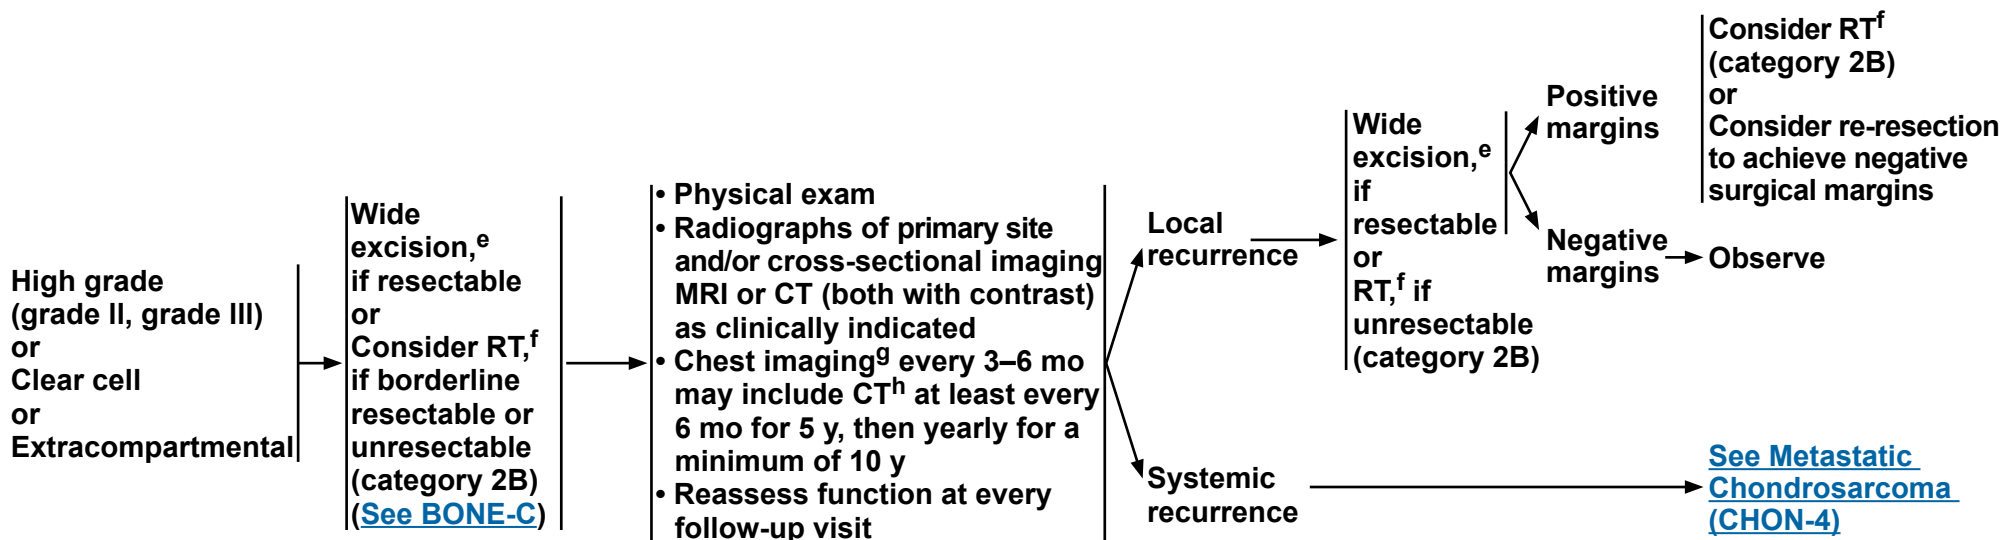 High grade
(grade II, grade III)
or
Clear cell
or
Extracompartmental
Wide
excision,e
if resectable
or
Consider RT,f
if borderline
resectable or
unresectable
(category 2B)
(See BONE-C)
• Physical exam
• Radiographs of primary site
and/or cross-sectional imaging
MRI or CT (both with contrast)
as clinically indicated
• Chest imagingg every 3–6 mo
may include CTh at least every
6 mo for 5 y, then yearly for a
minimum of 10 y
• Reassess function at every
follow-up visit
Local
recurrence
Wide
excision,e
if
resectable
or
RT,f if
unresectable
(category 2B)
Positive
margins
Consider RTf
(category 2B)
or
Consider re-resection
to achieve negative
surgical margins
Negative
margins
Observe
Systemic
recurrence
See Metastatic
Chondrosarcoma
(CHON-4)